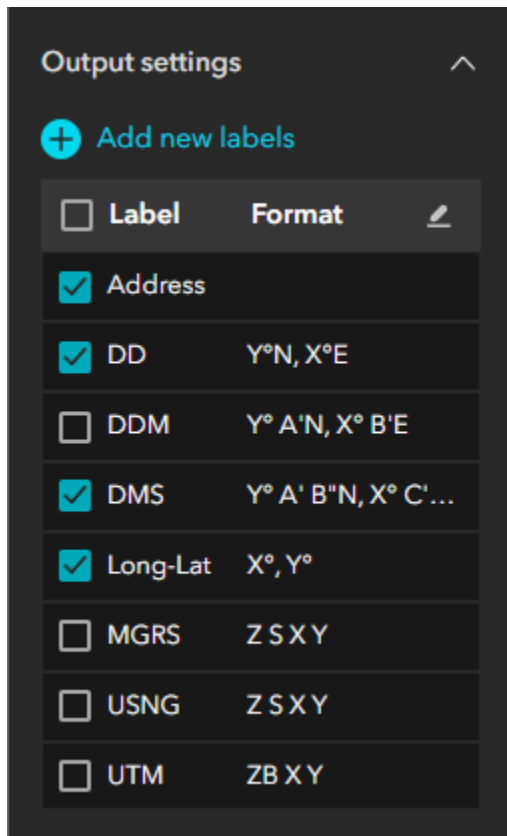 Output settings
Add new labels
Label Format
Address
DD Y°N, X°E
DDM Y° A'N, X° B'E
DMS Y° A' B"N, X° C'...
Long-Lat X°, Y°
MGRS Z S X Y
USNG Z S X Y
UTM ZB X Y